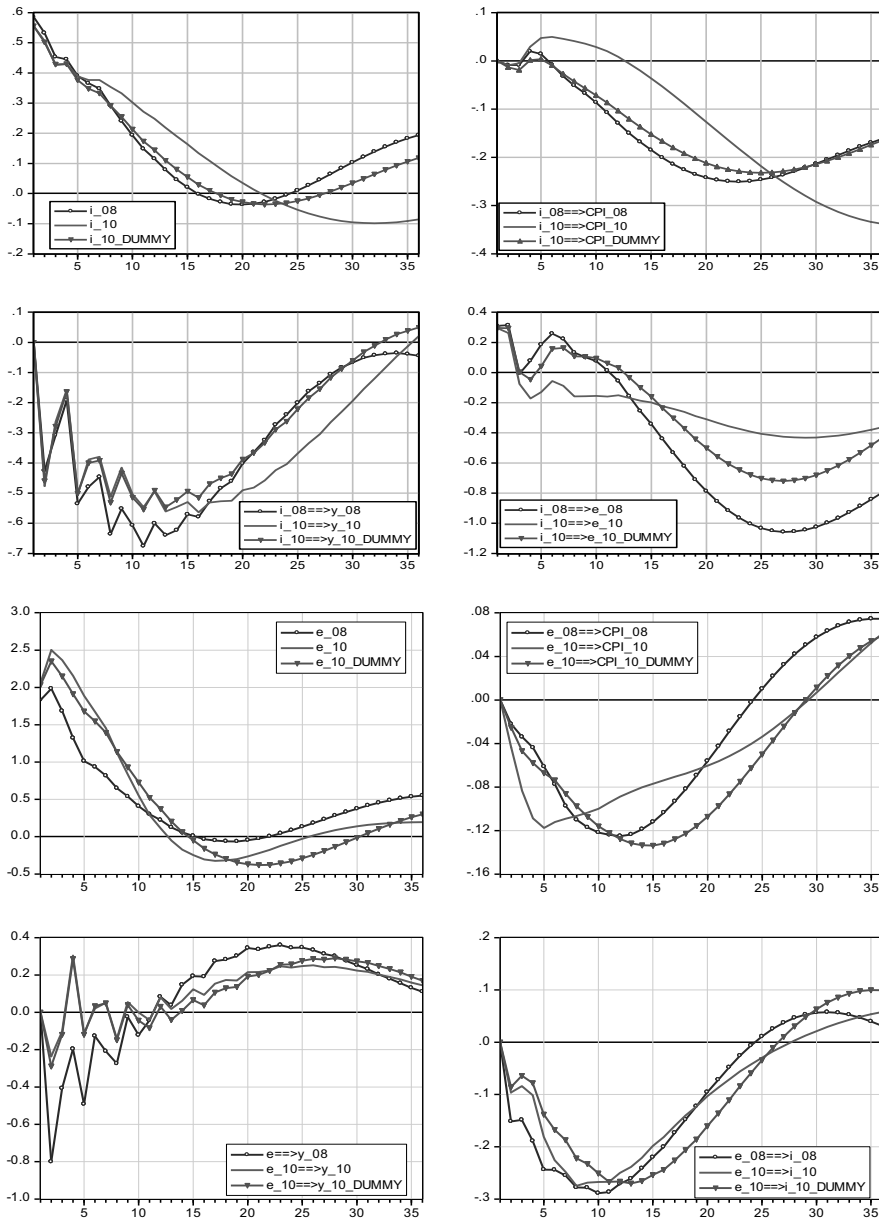 .6
.5
.4
.3
.2
.1
.0
-.1
-.2
5 10 15 20 25 30 35
i_08
i_10
i_10_DUMMY
.1
.0
-.1
-.2
-.3
-.4
5 10 15 20 25 30 35
i_08==>CPI_08
i_10==>CPI_10
i_10==>CPI_DUMMY
.1
.0
-.1
-.2
-.3
-.4
-.5
-.6
-.7
5 10 15 20 25 30 35
i_08==>y_08
i_10==>y_10
i_10==>y_10_DUMMY
0.4
0.2
0.0
-0.2
-0.4
-0.6
-0.8
-1.0
-1.2
5 10 15 20 25 30 35
i_08==>e_08
i_10==>e_10
i_10==>e_10_DUMMY
3.0
2.5
2.0
1.5
1.0
0.5
0.0
-0.5
5 10 15 20 25 30 35
e_08
e_10
e_10_DUMMY
.08
.04
.00
-.04
-.08
-.12
-.16
5 10 15 20 25 30 35
e_08==>CPI_08
e_10==>CPI_10
e_10==>CPI_10_DUMMY
0.4
0.2
0.0
-0.2
-0.4
-0.6
-0.8
-1.0
5 10 15 20 25 30 35
e==>y_08
e_10==>y_10
e_10==>y_10_DUMMY
.2
.1
.0
-.1
-.2
-.3
5 10 15 20 25 30 35
e_08==>i_08
e_10==>i_10
e_10==>i_10_DUMMY